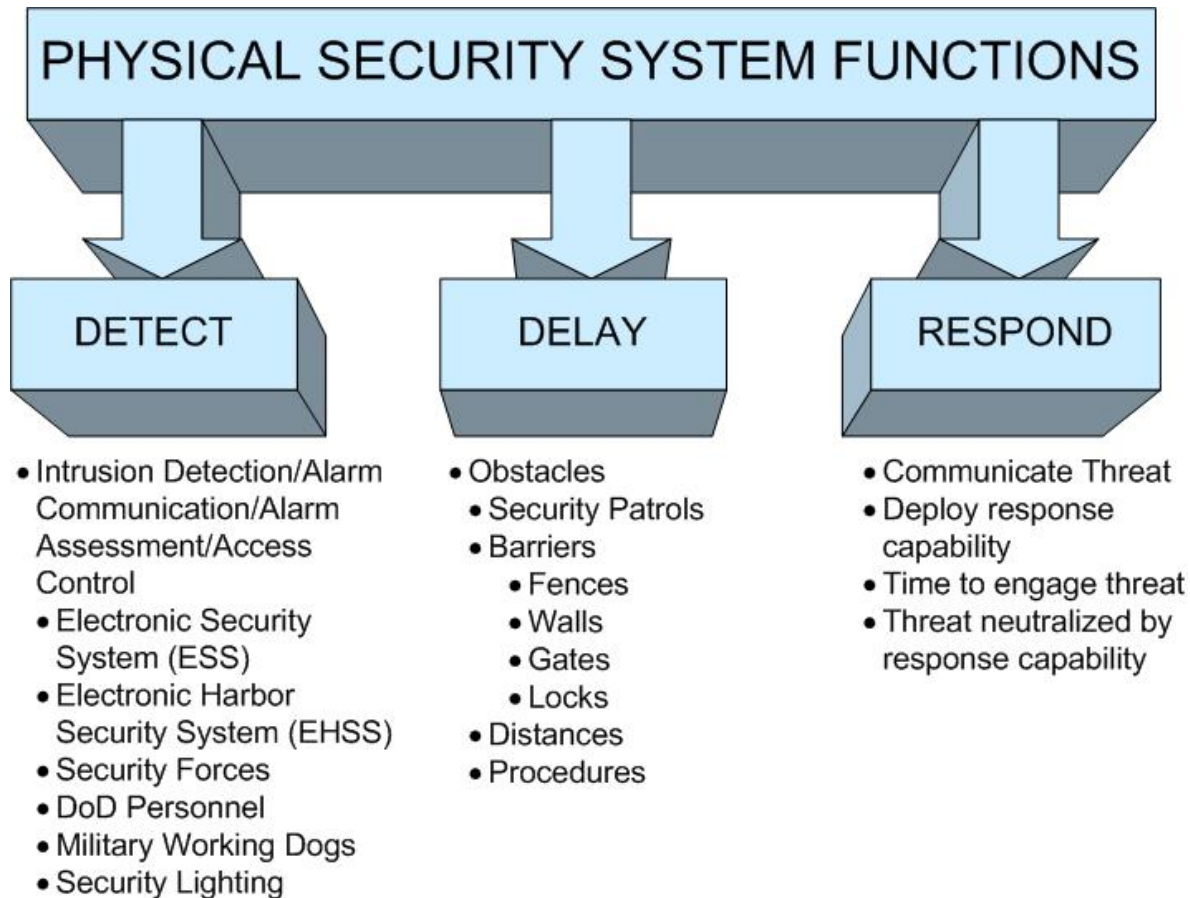 PHYSICAL SECURITY SYSTEM FUNCTIONS
DETECT
• Intrusion Detection/Alarm
Communication/Alarm
Assessment/Access
Control
• Electronic Security
System (ESS)
• Electronic Harbor
Security System (EHSS)
• Security Forces
• DoD Personnel
• Military Working Dogs
• Security Lighting
DELAY
• Obstacles
• Security Patrols
• Barriers
• Fences
• Walls
• Gates
• Locks
• Distances
• Procedures
RESPOND
• Communicate Threat
• Deploy response
capability
• Time to engage threat
• Threat neutralized by
response capability